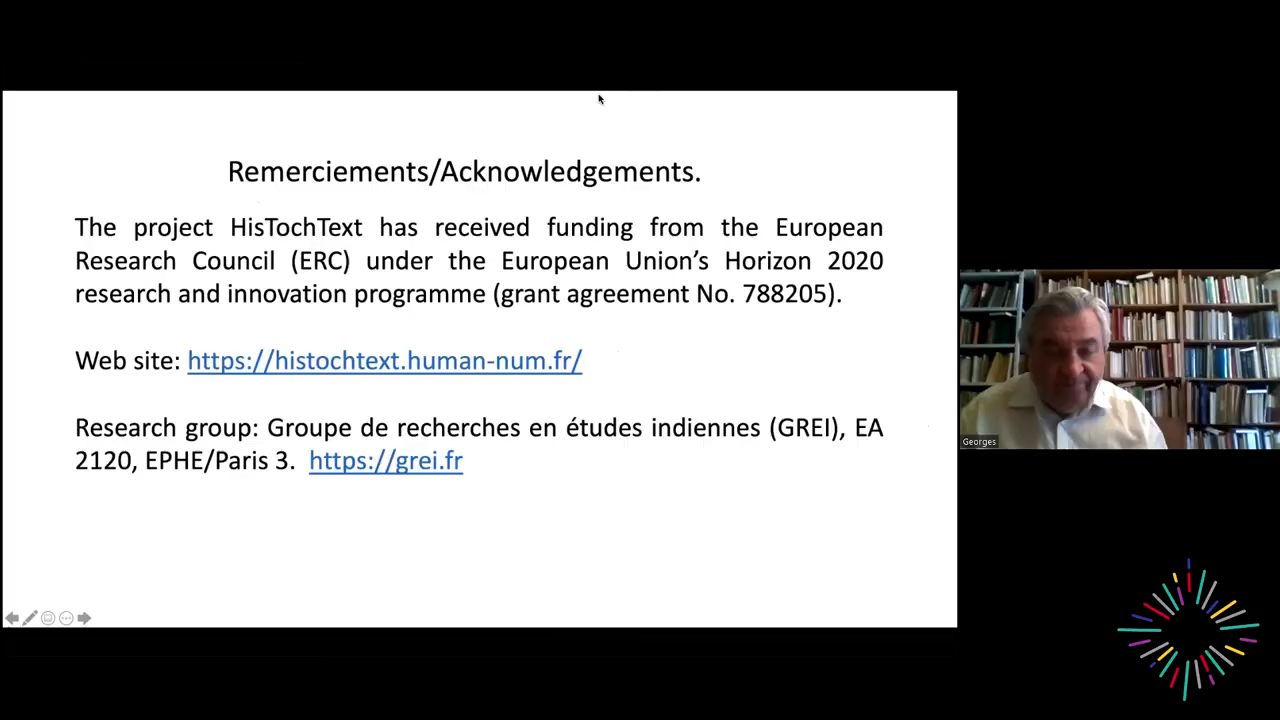 Remerciements/Acknowledgements.
The project HisTochText has received funding from the European
Research Council (ERC) under the European Union’s Horizon 2020
research and innovation programme (grant agreement No. 788205).
Web site: https://histochtext.human-num.fr/
Research group: Groupe de recherches en études indiennes (GREI), EA
2120, EPHE/Paris 3. https://grei.fr
Georges